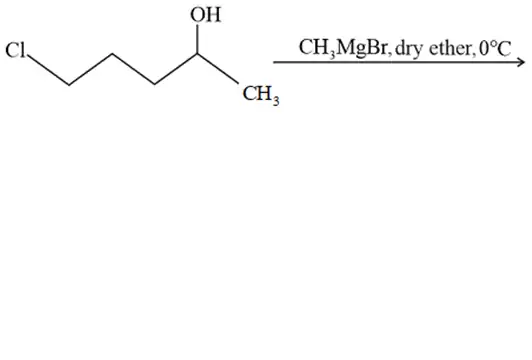 OH
Cl
CH₃MgBr, dry ether, 0°C
CH₃